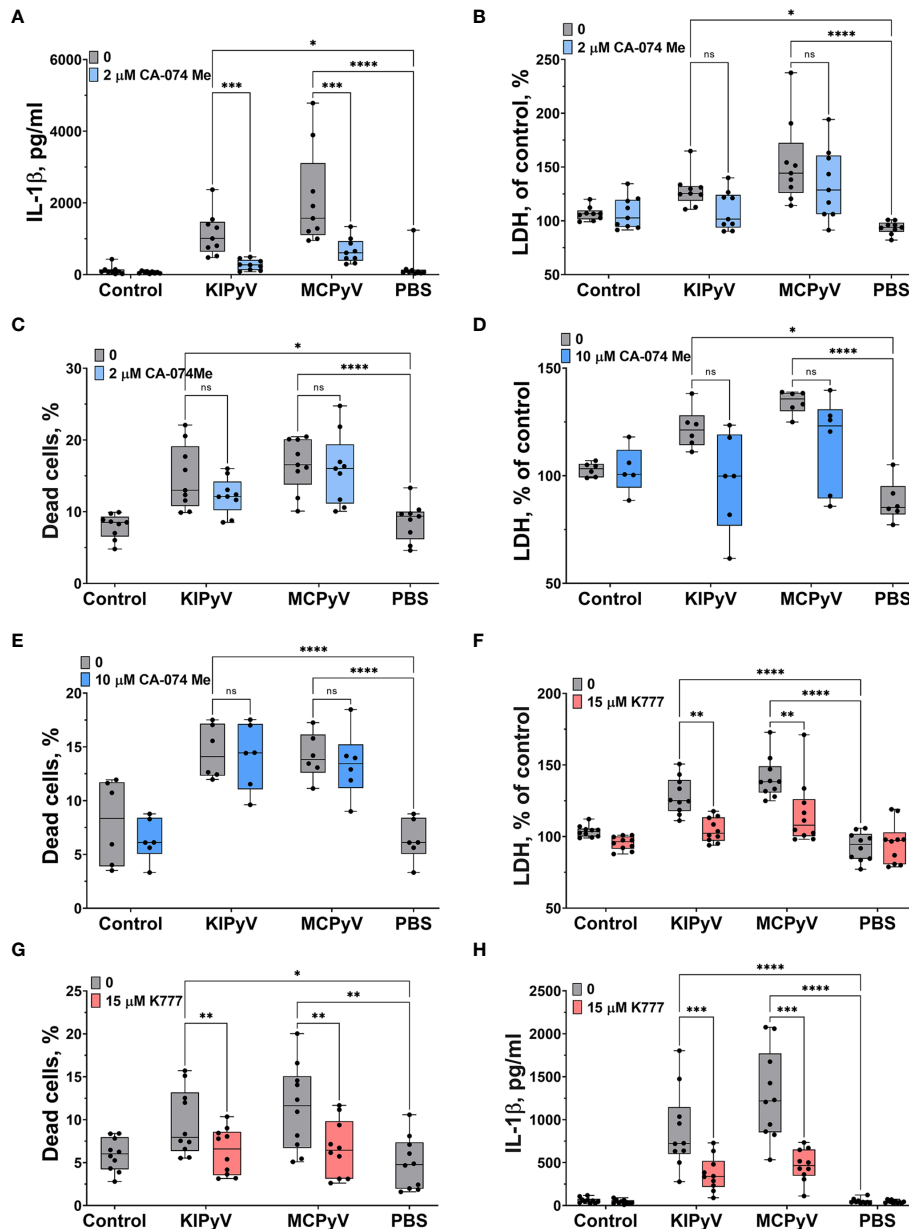 A
0
2 μM CA-074 Me
IL-1β, pg/ml
6000
4000
2000
0
*
****
***
***
Control KIPyV MCPyV PBS
B
0
2 μM CA-074 Me
LDH, of control, %
250
200
150
100
50
*
****
ns
ns
Control KIPyV MCPyV PBS
C
0
2 μM CA-074Me
Dead cells, %
30
20
10
0
*
****
ns
ns
Control KIPyV MCPyV PBS
D
0
10 μM CA-074 Me
LDH, % of control
150
100
50
*
****
ns
ns
Control KIPyV MCPyV PBS
E
0
10 μM CA-074 Me
Dead cells, %
25
20
15
10
5
0
****
****
ns
ns
Control KIPyV MCPyV PBS
F
0
15 μM K777
LDH, % of control
200
150
100
50
****
****
**
**
Control KIPyV MCPyV PBS
G
0
15 μM K777
Dead cells, %
25
20
15
10
5
0
*
**
**
**
Control KIPyV MCPyV PBS
H
0
15 μM K777
IL-1β, pg/ml
2500
2000
1500
1000
500
0
****
****
***
***
Control KIPyV MCPyV PBS